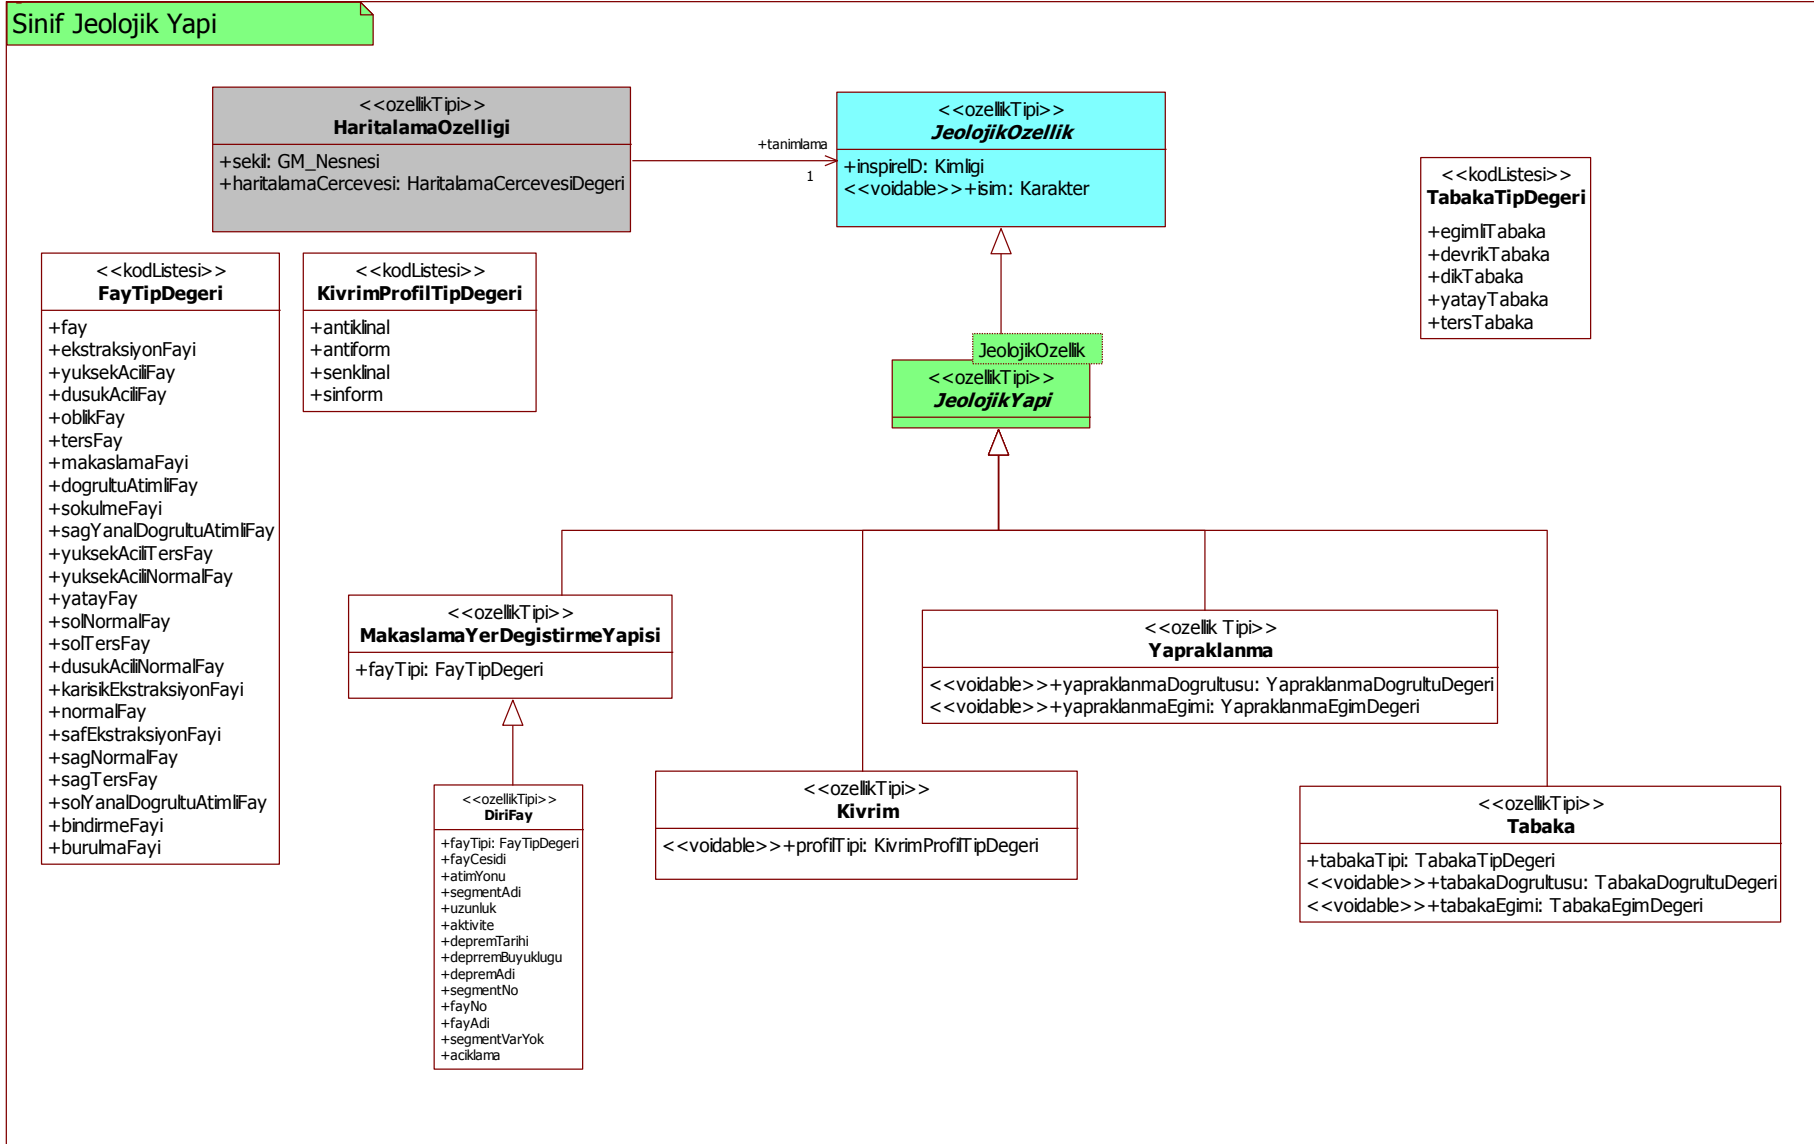 Sinif Jeolojik Yapi
<<ozellikTipi>>
HaritalamaOzelligi
+sekil: GM_Nesnesi
+haritalamaCercevesi: HaritalamaCercevesiDegeri
+tanimlama
1
<<ozellikTipi>>
JeolojikOzellik
+inspireID: Kimligi
<<voidable>>+isim: Karakter
<<kodListesi>>
TabakaTipDegeri
+egimliTabaka
+devrikTabaka
+dikTabaka
+yatayTabaka
+tersTabaka
<<kodListesi>>
FayTipDegeri
+fay
+ekstraksiyonFayi
+yuksekAciliFay
+dusukAciliFay
+oblikFay
+tersFay
+makaslamaFayi
+dogrultuAtimliFay
+sokulmeFayi
+sagYanalDogrultuAtimliFay
+yuksekAciliTersFay
+yuksekAciliNormalFay
+yatayFay
+solNormalFay
+solTersFay
+dusukAciliNormalFay
+karisikEkstraksiyonFayi
+normalFay
+safEkstraksiyonFayi
+sagNormalFay
+sagTersFay
+solYanalDogrultuAtimliFay
+bindirmeFayi
+burulmaFayi
<<kodListesi>>
KivrimProfilTipDegeri
+antiklinal
+antiform
+senklinal
+sinform
JeolojikOzellik
<<ozellikTipi>>
JeolojikYapi
<<ozellikTipi>>
MakaslamaYerDegistirmeYapisi
+fayTipi: FayTipDegeri
<<ozellik Tipi>>
Yapraklanma
<<voidable>>+yapraklanmaDogrultusu: YapraklanmaDogrultuDegeri
<<voidable>>+yapraklanmaEgimi: YapraklanmaEgimDegeri
<<ozellikTipi>>
DiriFay
+fayTipi: FayTipDegeri
+fayCesidi
+atimYonu
+segmentAdi
+uzunluk
+aktivite
+depremTarihi
+deprremBuyuklugu
+depremAdi
+segmentNo
+fayNo
+fayAdi
+segmentVarYok
+aciklama
<<ozellikTipi>>
Kivrim
<<voidable>>+profilTipi: KivrimProfilTipDegeri
<<ozellikTipi>>
Tabaka
+tabakaTipi: TabakaTipDegeri
<<voidable>>+tabakaDogrultusu: TabakaDogrultuDegeri
<<voidable>>+tabakaEgimi: TabakaEgimDegeri